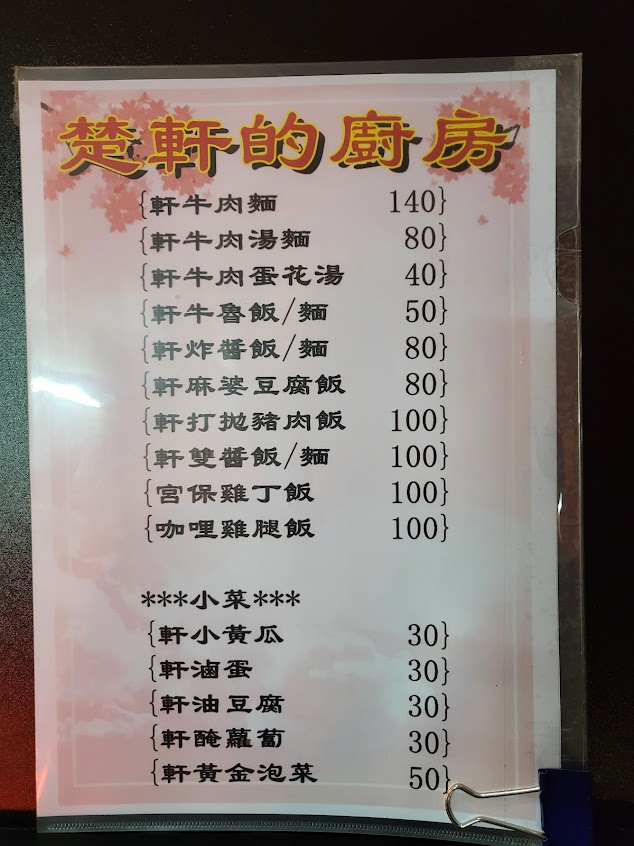 楚軒的廚房
{軒牛肉麵 140}
{軒牛肉湯麵 80}
{軒牛肉蛋花湯 40}
{軒牛魯飯/麵 50}
{軒炸醬飯/麵 80}
{軒麻婆豆腐飯 80}
{軒打拋豬肉飯 100}
{軒雙醬飯/麵 100}
{宮保雞丁飯 100}
{咖哩雞腿飯 100}
***小菜***
{軒小黃瓜 30}
{軒滷蛋 30}
{軒油豆腐 30}
{軒醃蘿蔔 30}
{軒黃金泡菜 50}